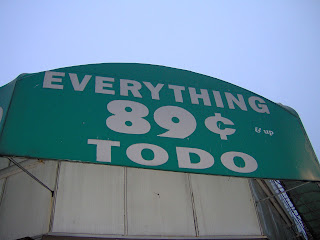 EVERYTHING
89¢ & up
TODO